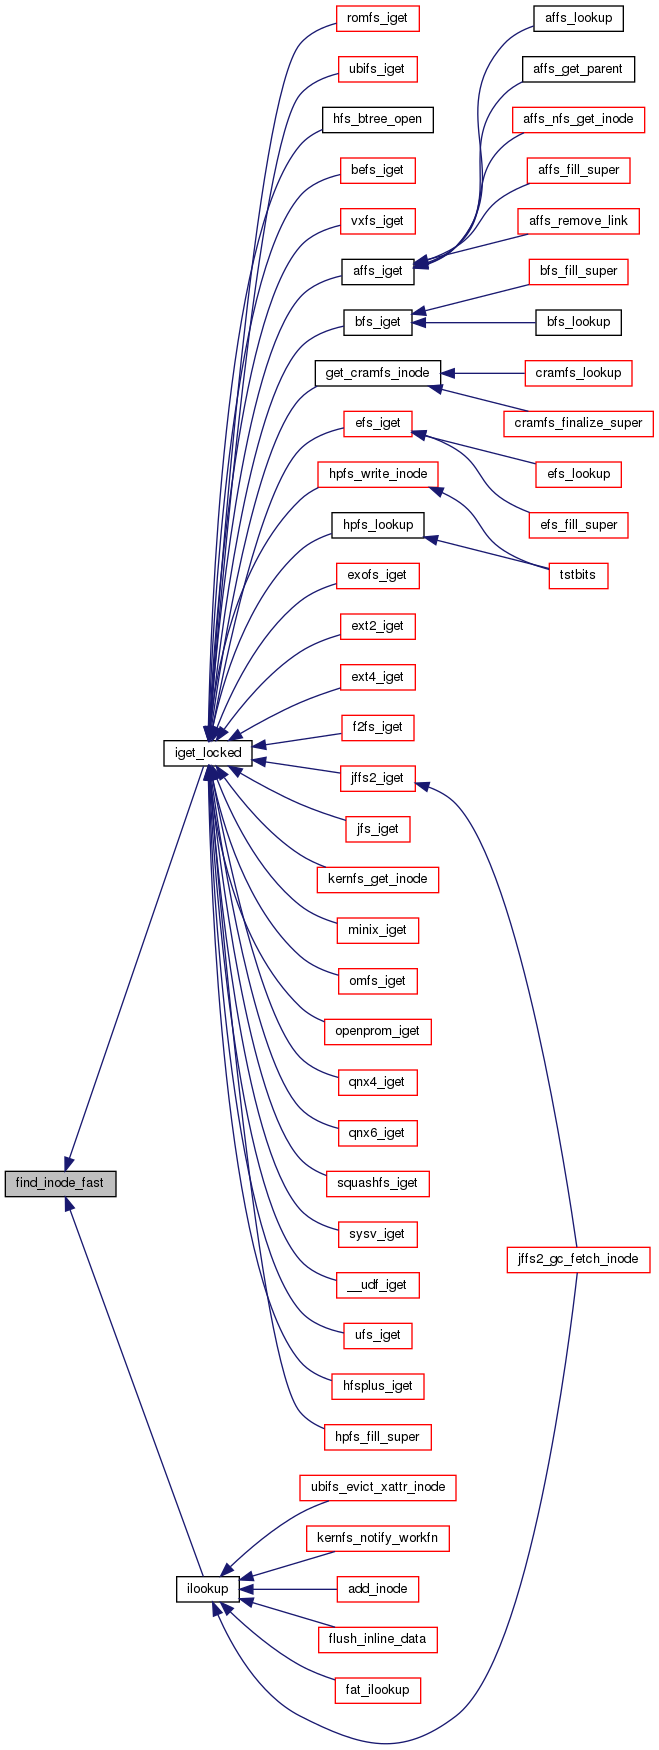 romfs_iget
affs_lookup
ubifs_iget
affs_get_parent
hfs_btree_open
affs_nfs_get_inode
befs_iget
affs_fill_super
vxfs_iget
affs_remove_link
affs_iget
bfs_fill_super
bfs_iget
bfs_lookup
get_cramfs_inode
cramfs_lookup
efs_iget
cramfs_finalize_super
hpfs_write_inode
efs_lookup
hpfs_lookup
efs_fill_super
exofs_iget
tstbits
ext2_iget
ext4_iget
f2fs_iget
iget_locked
jffs2_iget
jfs_iget
kernfs_get_inode
minix_iget
omfs_iget
openprom_iget
qnx4_iget
qnx6_iget
find_inode_fast
squashfs_iget
sysv_iget
jffs2_gc_fetch_inode
__udf_iget
ufs_iget
hfsplus_iget
hpfs_fill_super
ubifs_evict_xattr_inode
kernfs_notify_workfn
ilookup
add_inode
flush_inline_data
fat_ilookup